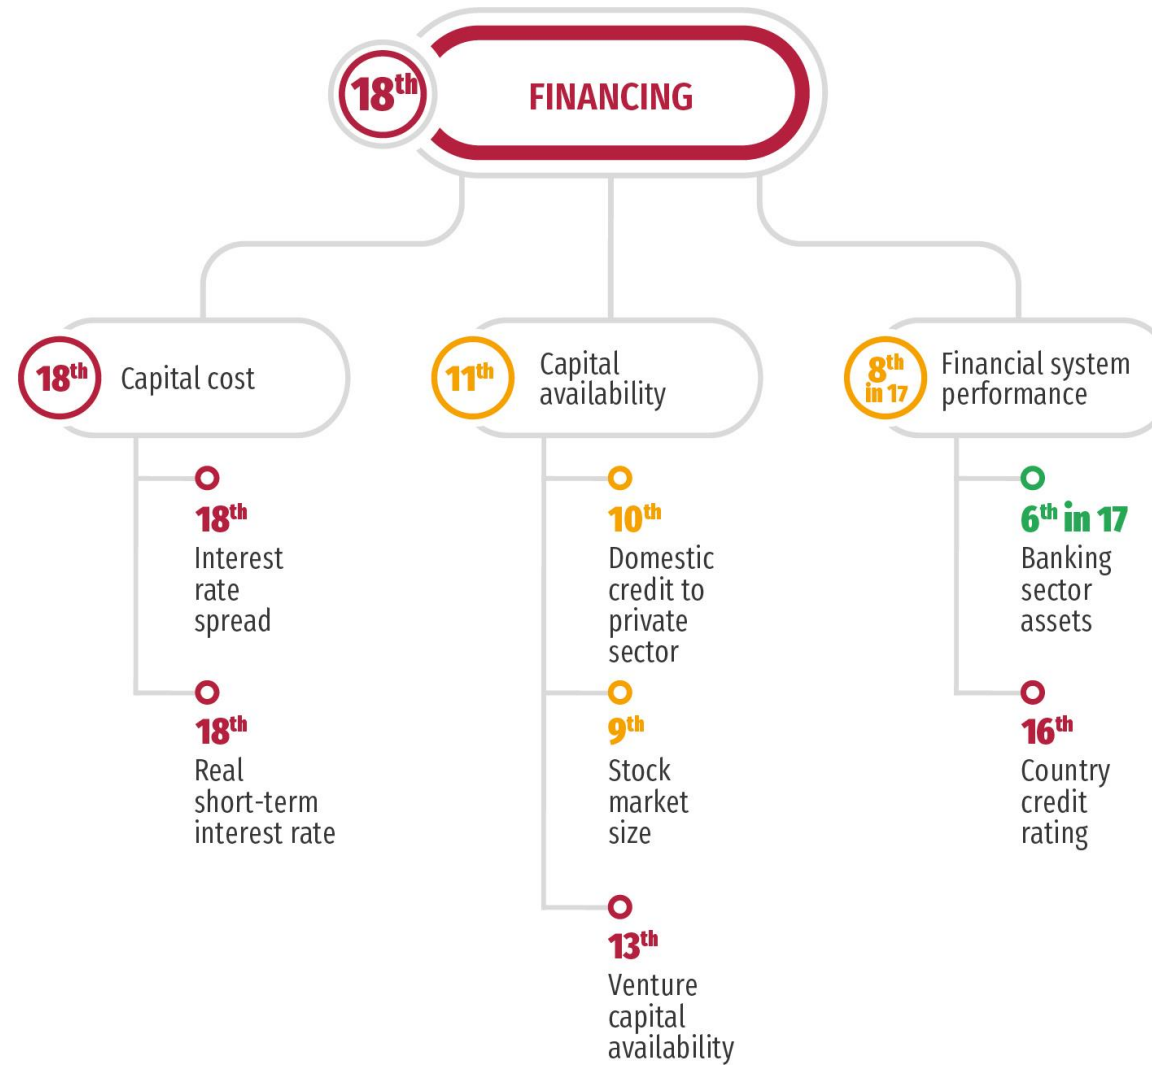 18th
FINANCING
18th
Capital cost
11th
Capital
availability
8th
in 17
Financial system
performance
18th
Interest
rate
spread
18th
Real
short-term
interest rate
10th
Domestic
credit to
private
sector
9th
Stock
market
size
13th
Venture
capital
availability
6th in 17
Banking
sector
assets
16th
Country
credit
rating